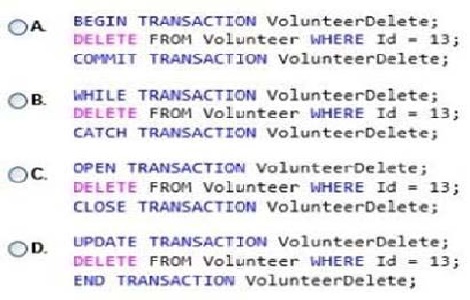 A. BEGIN TRANSACTION VolunteerDelete;
DELETE FROM Volunteer WHERE Id = 13;
COMMIT TRANSACTION VolunteerDelete;
B. WHILE TRANSACTION VolunteerDelete;
DELETE FROM Volunteer WHERE Id = 13;
CATCH TRANSACTION VolunteerDelete;
C. OPEN TRANSACTION VolunteerDelete;
DELETE FROM Volunteer WHERE Id = 13;
CLOSE TRANSACTION VolunteerDelete;
D. UPDATE TRANSACTION VolunteerDelete;
DELETE FROM Volunteer WHERE Id = 13;
END TRANSACTION VolunteerDelete;